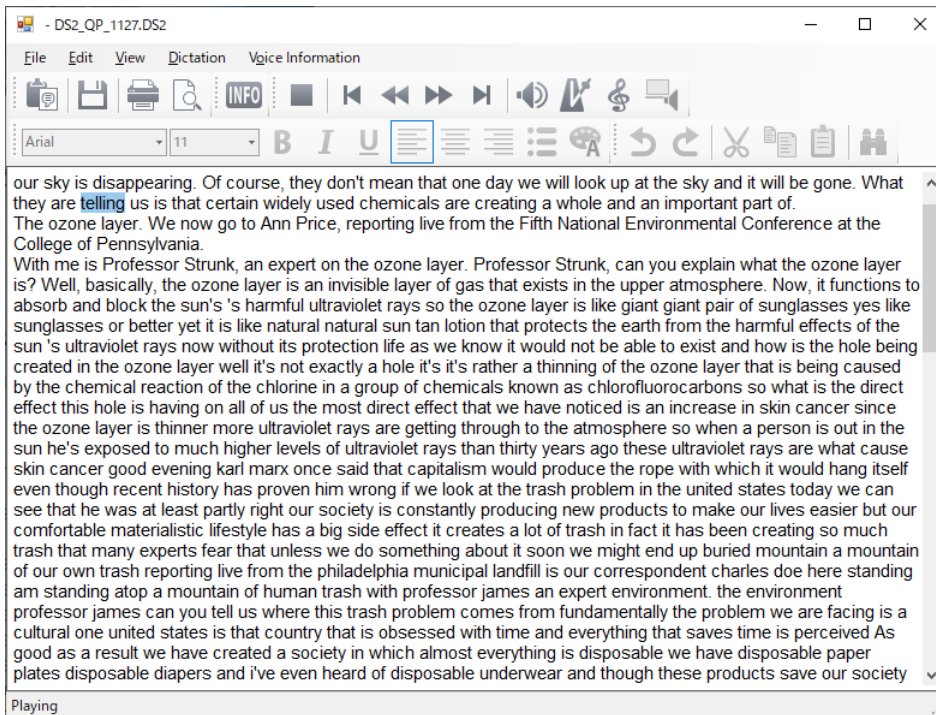 - DS2_QP_1127.DS2
File Edit View Dictation Voice Information
INFO
Arial 11 B I U A
our sky is disappearing. Of course, they don't mean that one day we will look up at the sky and it will be gone. What
they are telling us is that certain widely used chemicals are creating a whole and an important part of.
The ozone layer. We now go to Ann Price, reporting live from the Fifth National Environmental Conference at the
College of Pennsylvania.
With me is Professor Strunk, an expert on the ozone layer. Professor Strunk, can you explain what the ozone layer
is? Well, basically, the ozone layer is an invisible layer of gas that exists in the upper atmosphere. Now, it functions to
absorb and block the sun's 's harmful ultraviolet rays so the ozone layer is like giant giant pair of sunglasses yes like
sunglasses or better yet it is like natural natural sun tan lotion that protects the earth from the harmful effects of the
sun 's ultraviolet rays now without its protection life as we know it would not be able to exist and how is the hole being
created in the ozone layer well it's not exactly a hole it's it's rather a thinning of the ozone layer that is being caused
by the chemical reaction of the chlorine in a group of chemicals known as chlorofluorocarbons so what is the direct
effect this hole is having on all of us the most direct effect that we have noticed is an increase in skin cancer since
the ozone layer is thinner more ultraviolet rays are getting through to the atmosphere so when a person is out in the
sun he's exposed to much higher levels of ultraviolet rays than thirty years ago these ultraviolet rays are what cause
skin cancer good evening karl marx once said that capitalism would produce the rope with which it would hang itself
even though recent history has proven him wrong if we look at the trash problem in the united states today we can
see that he was at least partly right our society is constantly producing new products to make our lives easier but our
comfortable materialistic lifestyle has a big side effect it creates a lot of trash in fact it has been creating so much
trash that many experts fear that unless we do something about it soon we might end up buried mountain a mountain
of our own trash reporting live from the philadelphia municipal landfill is our correspondent charles doe here standing
am standing atop a mountain of human trash with professor james an expert environment. the environment
professor james can you tell us where this trash problem comes from fundamentally the problem we are facing is a
cultural one united states is that country that is obsessed with time and everything that saves time is perceived As
good as a result we have created a society in which almost everything is disposable we have disposable paper
plates disposable diapers and i've even heard of disposable underwear and though these products save our society
Playing